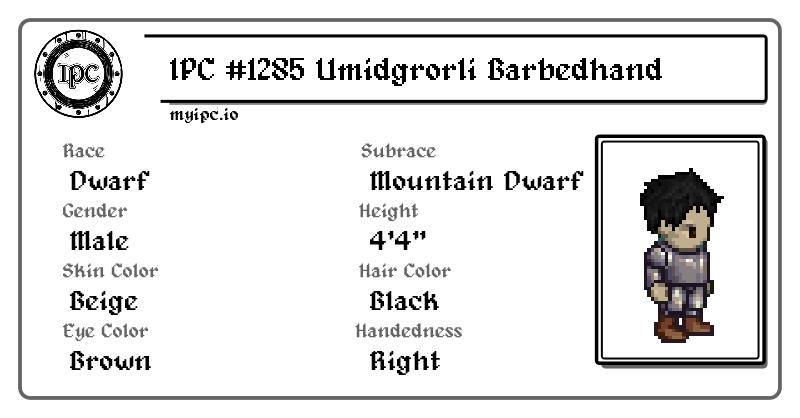 IPC
IPC #1285 Umidgrorli Barbedhand
myipc.io
Race
Dwarf
Subrace
Mountain Dwarf
Gender
Male
Height
4'4"
Skin Color
Beige
Hair Color
Black
Eye Color
Brown
Handedness
Right